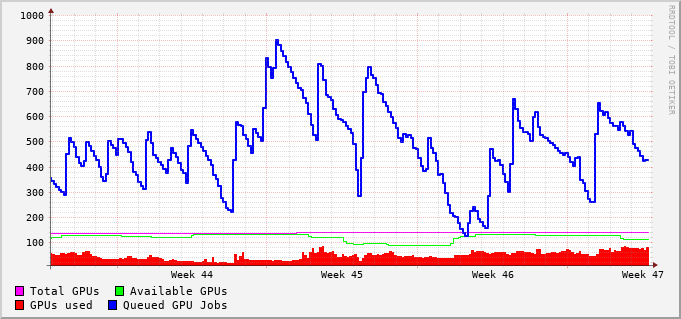 1000
900
800
700
600
500
400
300
200
100
Week 44 Week 45 Week 46 Week 47
Total GPUs Available GPUs
GPUs used Queued GPU Jobs
RRDTOOL / TOBI OETIKER